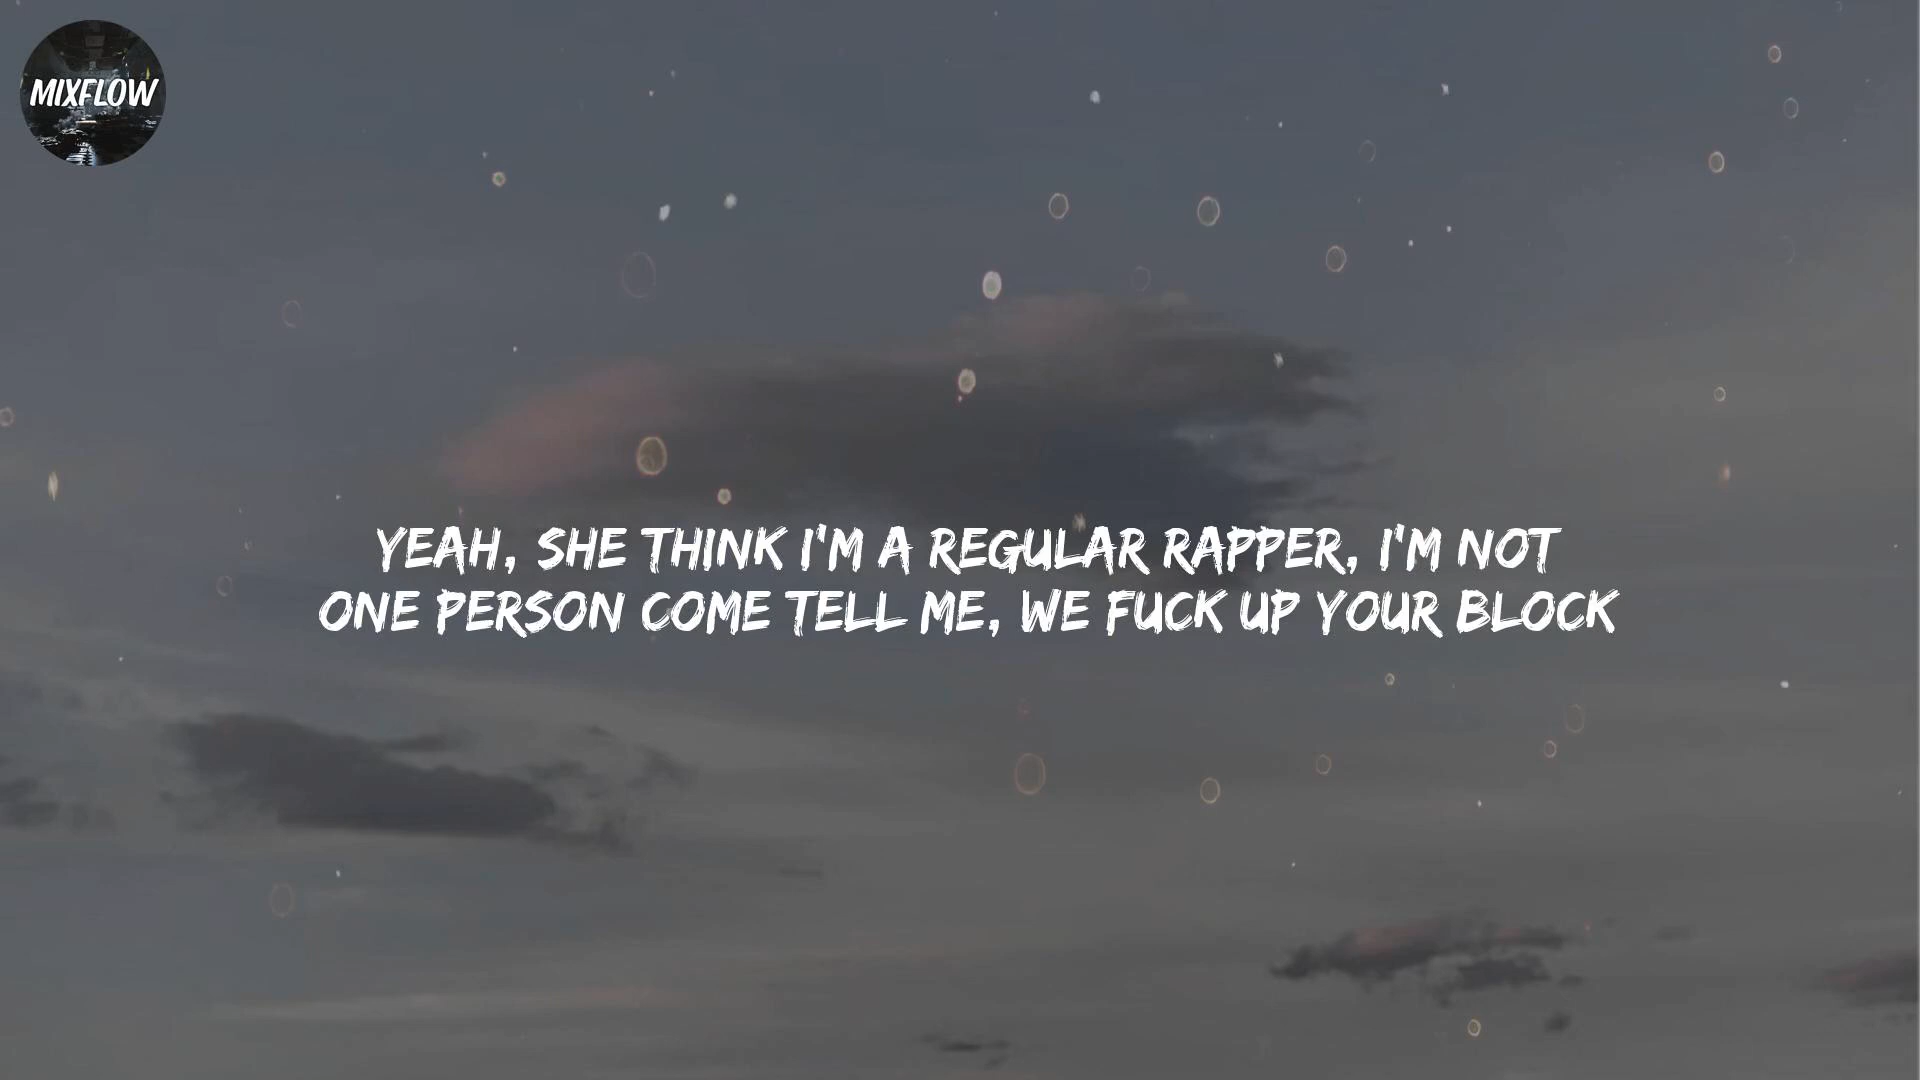 MIXFLOW
YEAH, SHE THINK I'M A REGULAR RAPPER, I'M NOT
ONE PERSON COME TELL ME, WE FUCK UP YOUR BLOCK